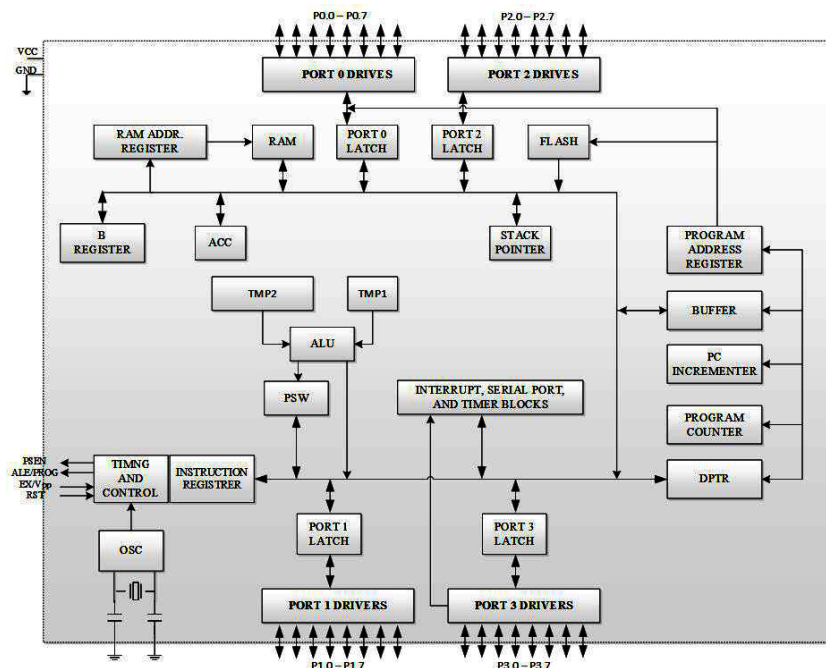 P0.0 – P0.7
P2.0 – P2.7
VCC
GND
PORT 0 DRIVES
PORT 2 DRIVES
RAM ADDR.
REGISTER
RAM
PORT 0
LATCH
PORT 2
LATCH
FLASH
B
REGISTER
ACC
STACK
POINTER
PROGRAM
ADDRESS
REGISTER
TMP2
TMP1
BUFFER
ALU
PC
INCREMENTER
PSW
INTERRUPT, SERIAL PORT,
AND TIMER BLOCKS
PROGRAM
COUNTER
PSEN
ALE/PROG
EX/Vpp
RST
TIMNG
AND
CONTROL
INSTRUCTION
REGISTRER
DPTR
PORT 1
LATCH
PORT 3
LATCH
OSC
PORT 1 DRIVERS
PORT 3 DRIVERS
P1.0 – P1.7
P3.0 – P3.7